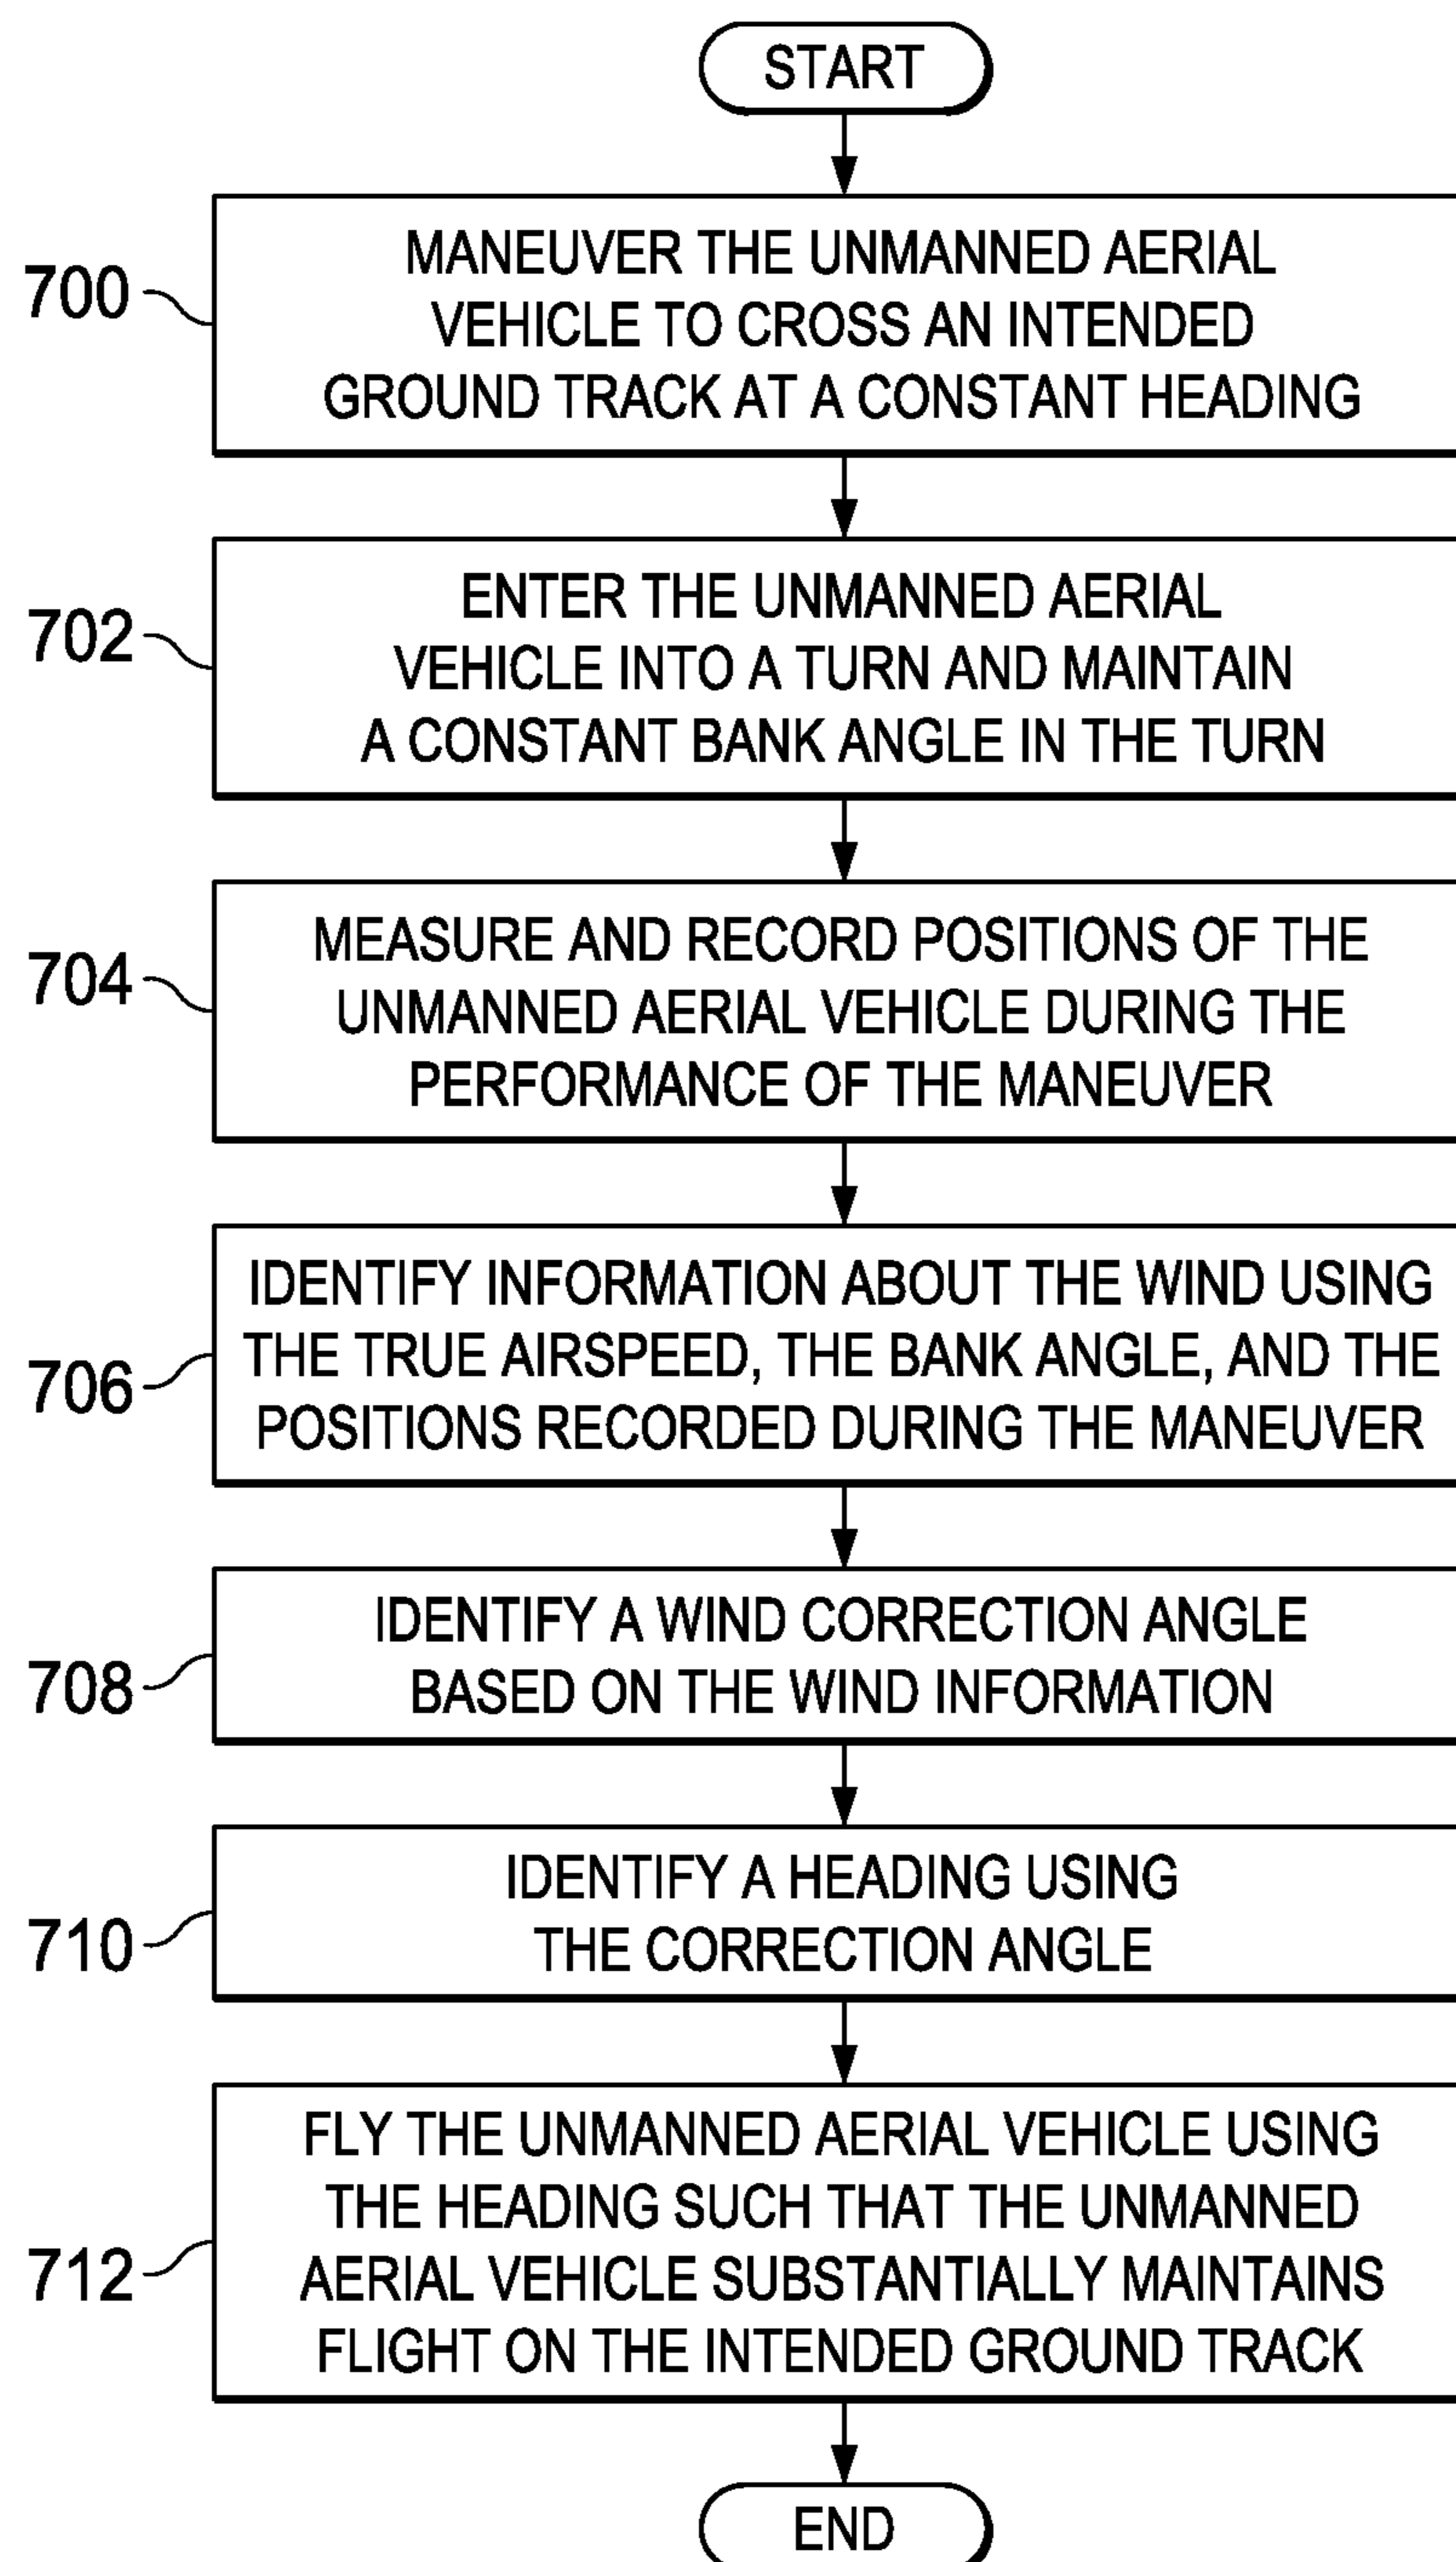 START
700
MANEUVER THE UNMANNED AERIAL
VEHICLE TO CROSS AN INTENDED
GROUND TRACK AT A CONSTANT HEADING
702
ENTER THE UNMANNED AERIAL
VEHICLE INTO A TURN AND MAINTAIN
A CONSTANT BANK ANGLE IN THE TURN
704
MEASURE AND RECORD POSITIONS OF THE
UNMANNED AERIAL VEHICLE DURING THE
PERFORMANCE OF THE MANEUVER
706
IDENTIFY INFORMATION ABOUT THE WIND USING
THE TRUE AIRSPEED, THE BANK ANGLE, AND THE
POSITIONS RECORDED DURING THE MANEUVER
708
IDENTIFY A WIND CORRECTION ANGLE
BASED ON THE WIND INFORMATION
710
IDENTIFY A HEADING USING
THE CORRECTION ANGLE
712
FLY THE UNMANNED AERIAL VEHICLE USING
THE HEADING SUCH THAT THE UNMANNED
AERIAL VEHICLE SUBSTANTIALLY MAINTAINS
FLIGHT ON THE INTENDED GROUND TRACK
END